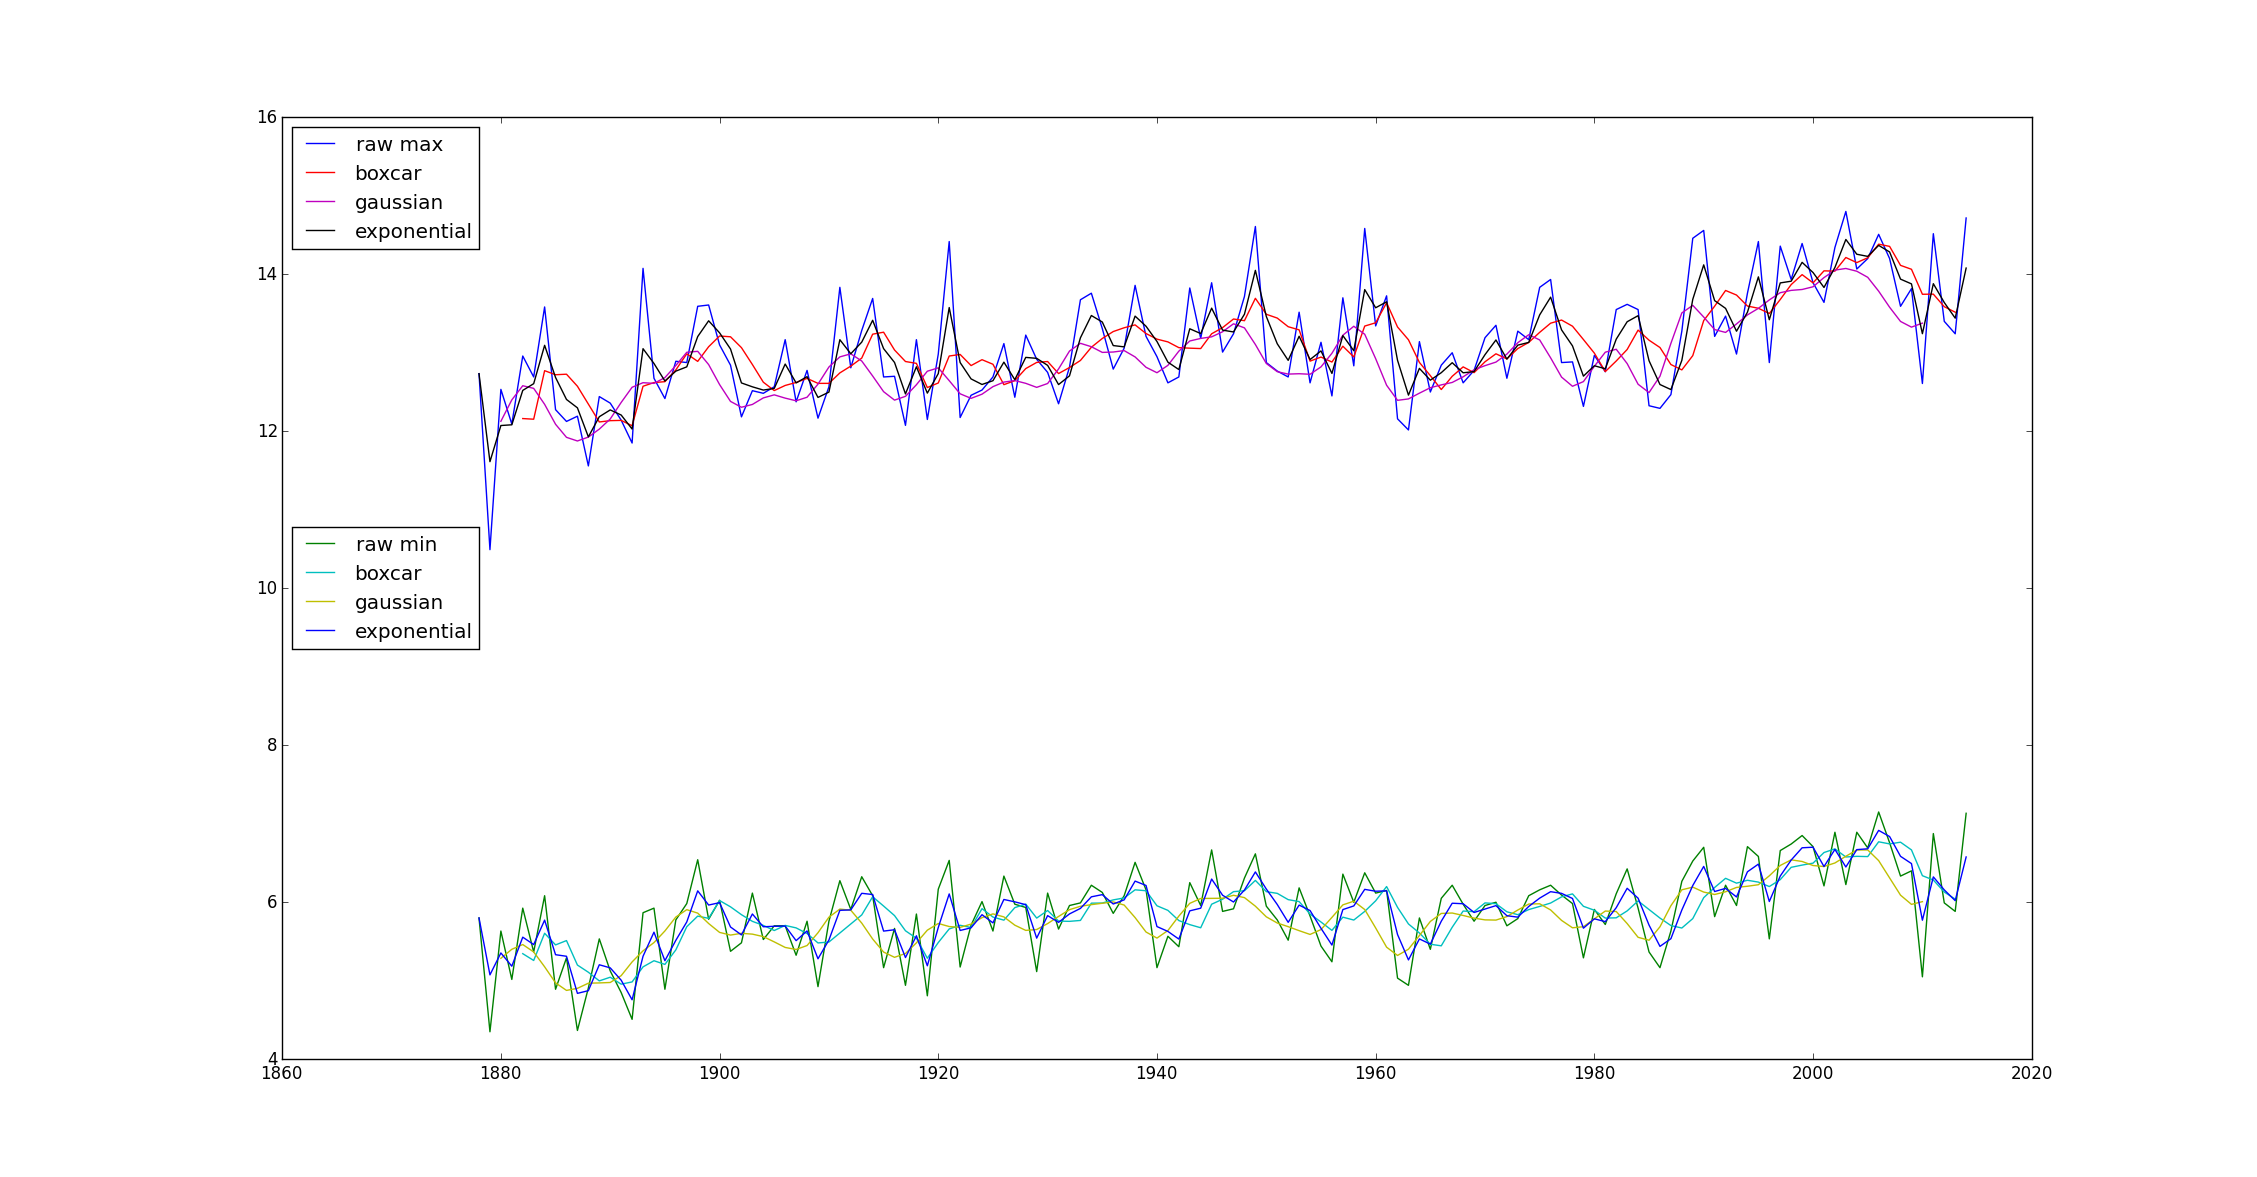 16
raw max
boxcar
gaussian
exponential
14
12
raw min
10
boxcar
gaussian
exponential
8
6
4
1860 1880 1900 1920 1940 1960 1980 2000 2020